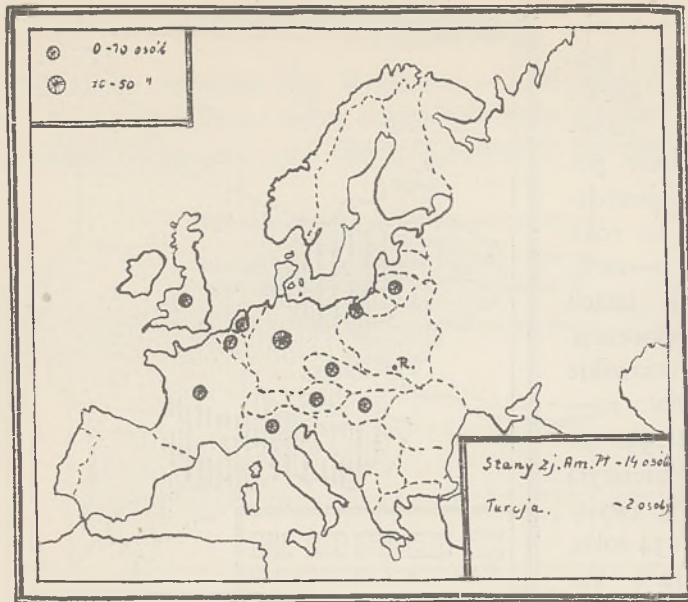 0-10 osób
10-50 "
.R.
Stany Zj. Am. Pł -14 osób
Turcja. -2 osoby